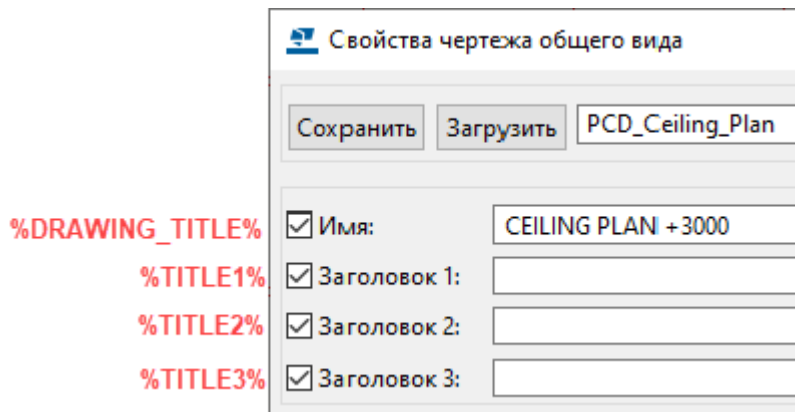 Свойства чертежа общего вида
Сохранить Загрузить PCD_Ceiling_Plan
%DRAWING_TITLE% Имя: CEILING PLAN +3000
%TITLE1% Заголовок 1:
%TITLE2% Заголовок 2:
%TITLE3% Заголовок 3: